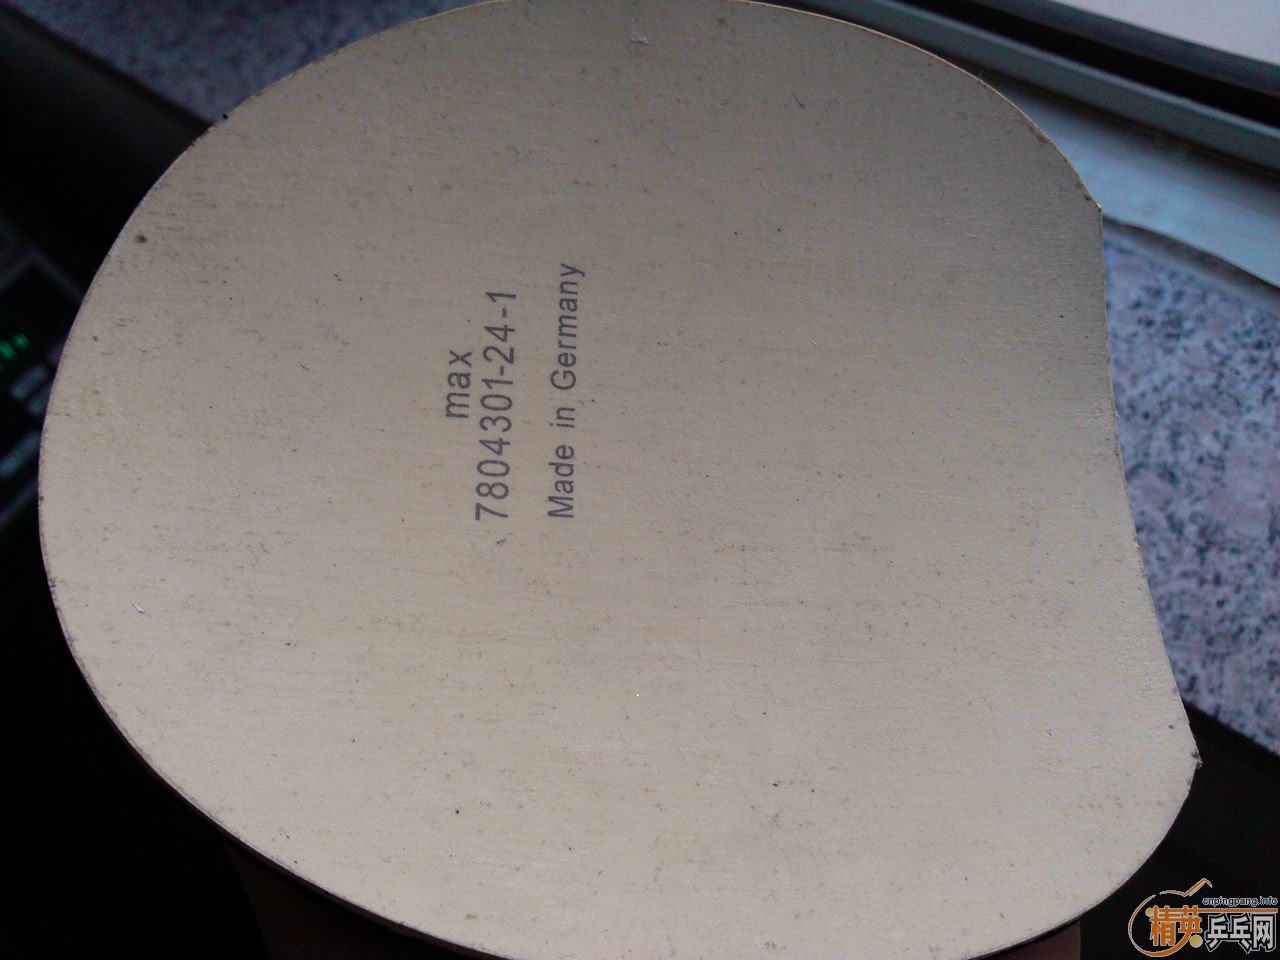 max
7804301-24-1
Made in Germany
cnpingpang.info
精英乒乓网